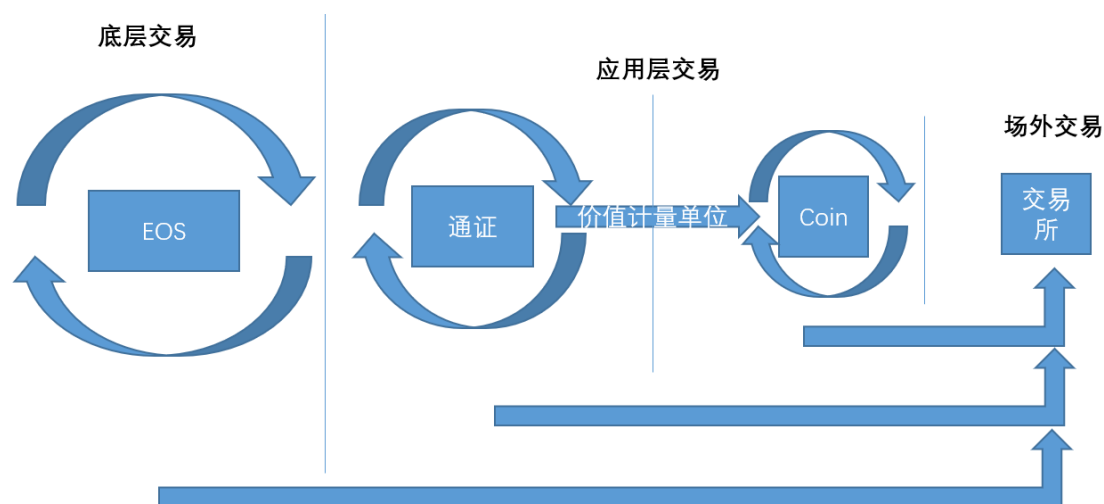 底层交易
应用层交易
场外交易
EOS
通证
价值计量单位
Coin
交易
所